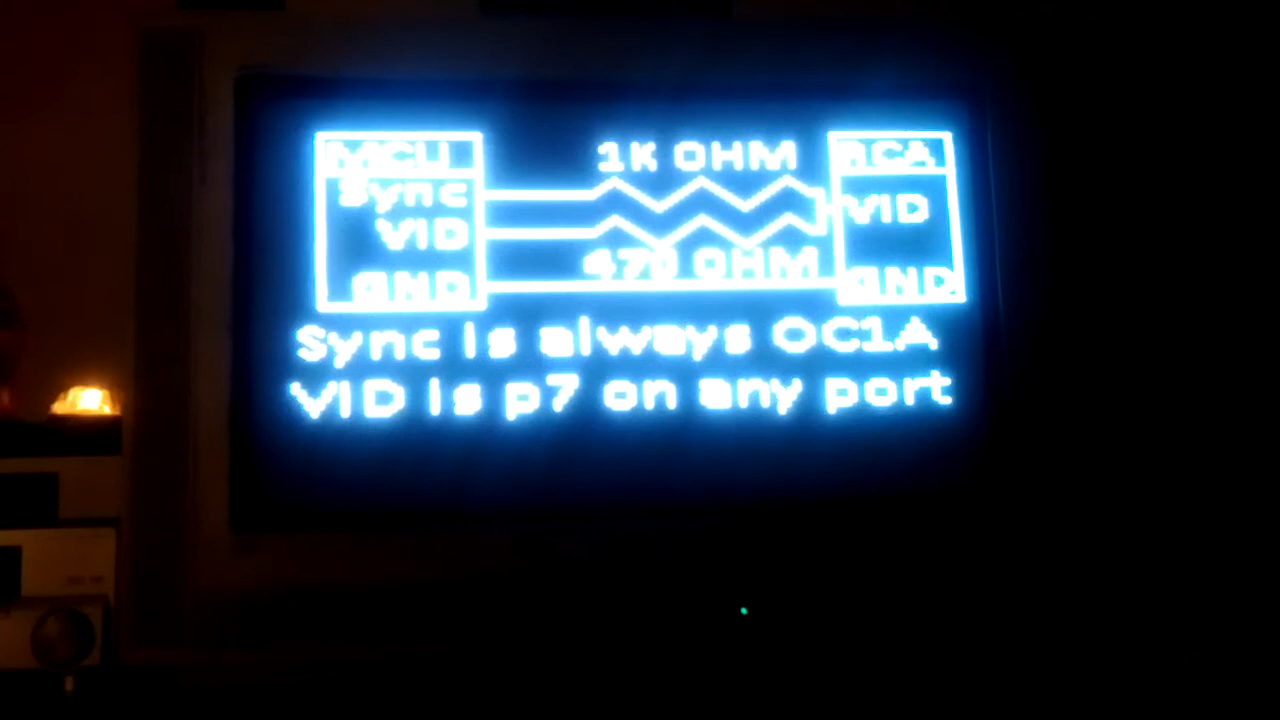 MCU 1K OHM RCA
Sync
VID VID
470 OHM
GND GND
Sync is always OC1A
VID is p7 on any port